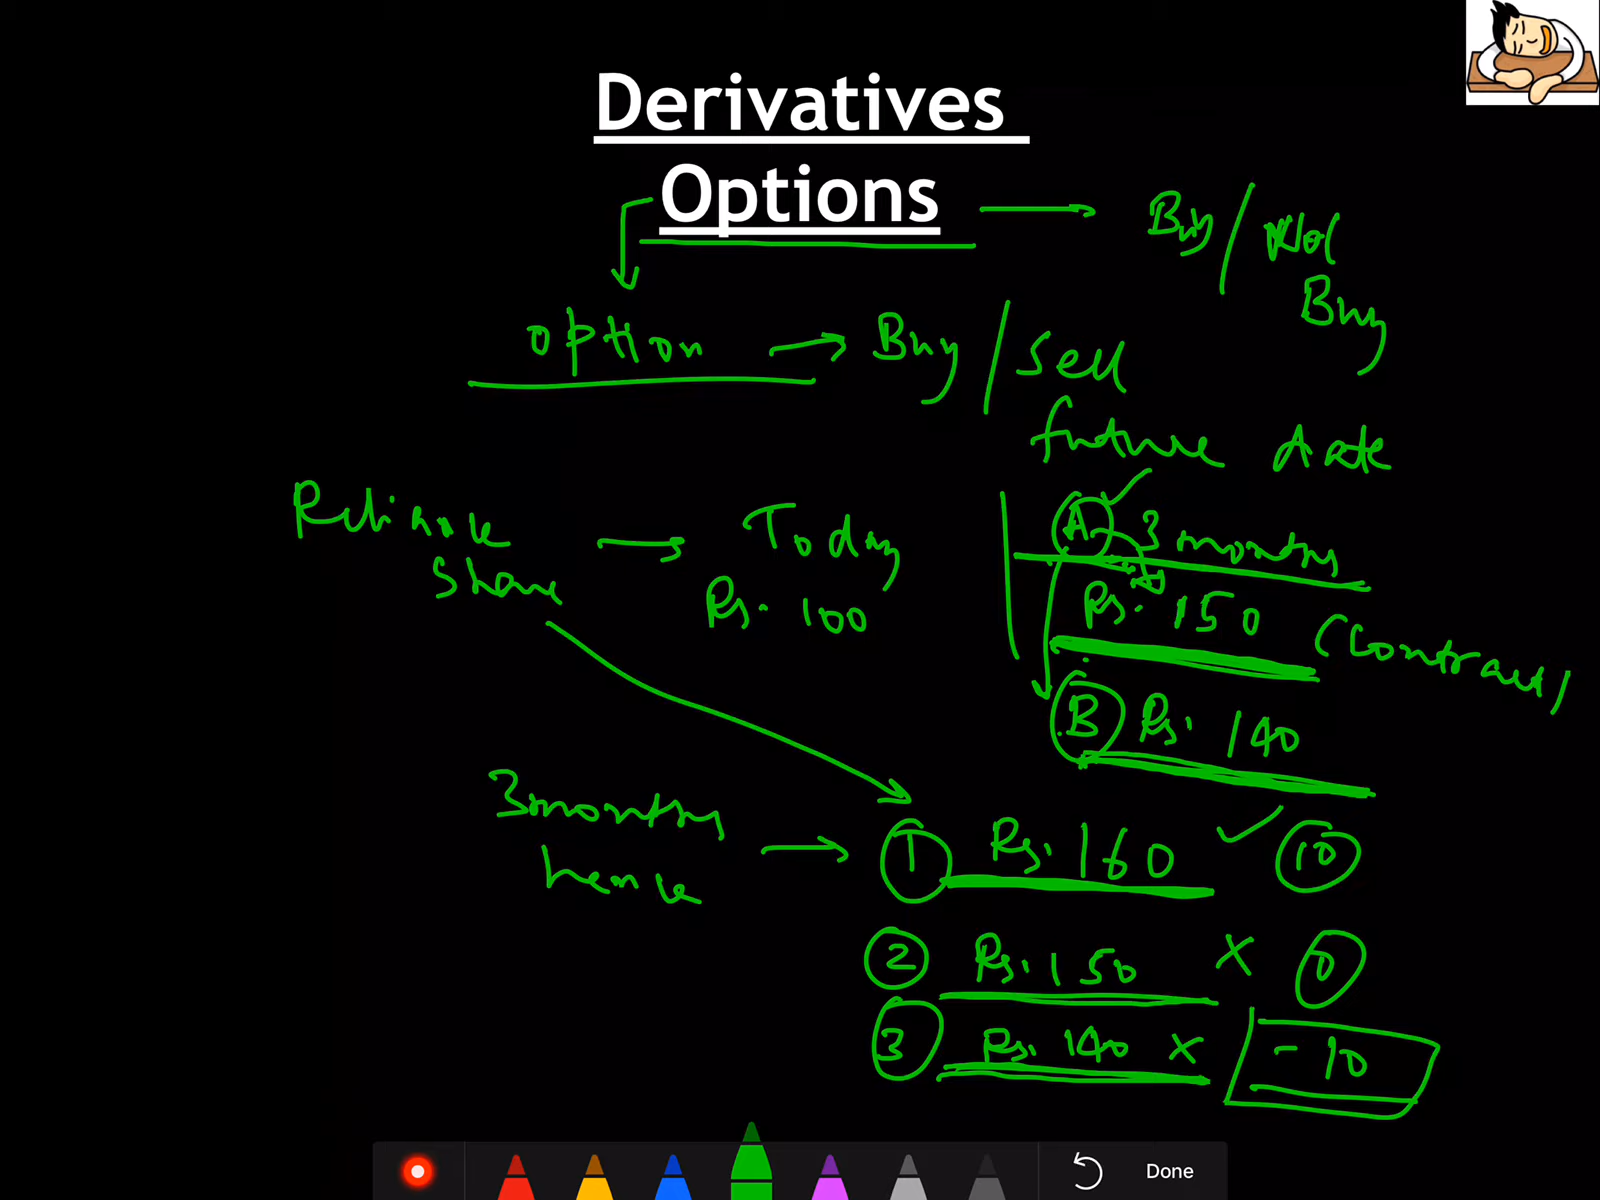 Derivatives
Options → Buy / Not
Buy
option → Buy / Sell
future date
Reliance → Today
share Rs. 100
A 3 months
Rs. 150 (Contract)
B Rs. 140
3 months
hence → 1 Rs. 160 ✓ 10
2 Rs. 150 X 0
3 Rs. 140 X -10
Done